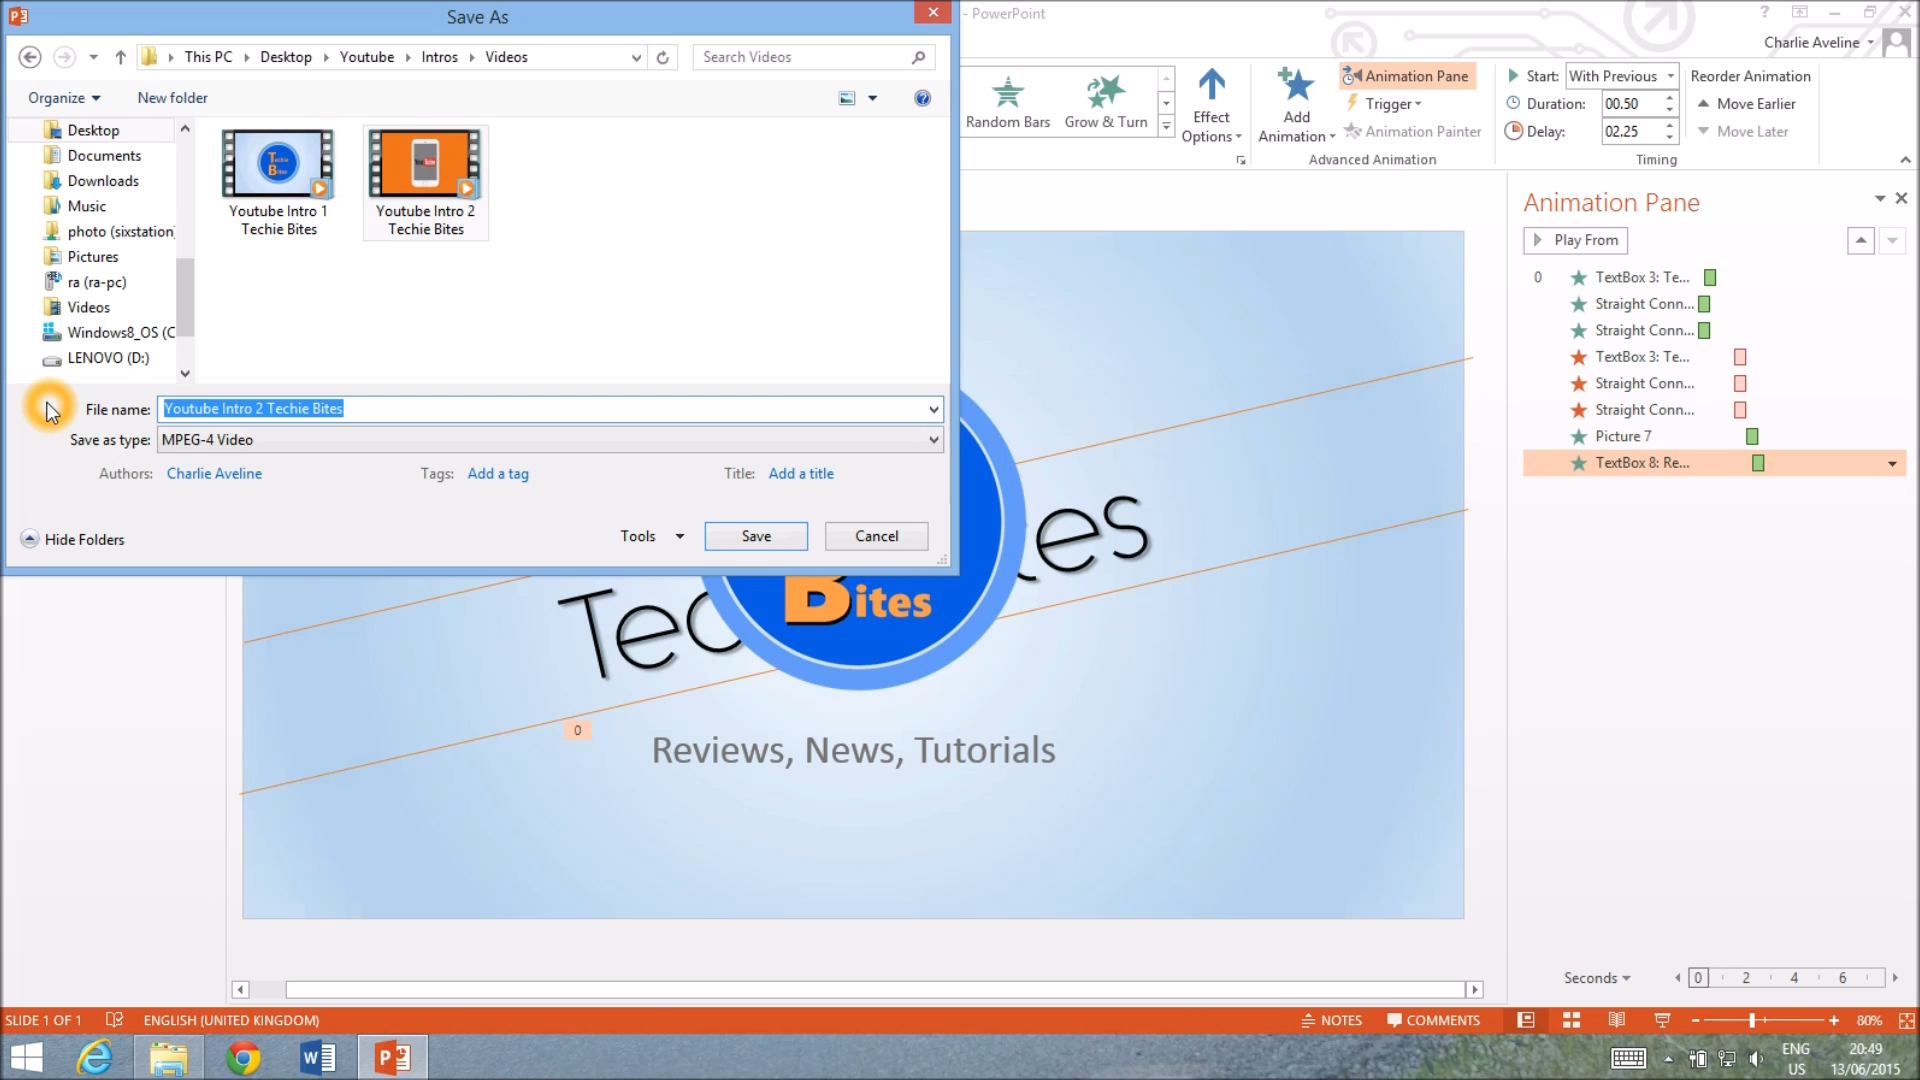 Save As
- PowerPoint
Charlie Aveline
This PC Desktop Youtube Intros Videos
Search Videos
Organize New folder
Desktop
Documents
Downloads
Music
photo (sixstation)
Pictures
ra (ra-pc)
Videos
Windows8_OS (C
LENOVO (D:)
Techie
Bites
Youtube Intro 1
Techie Bites
YouTube
Youtube Intro 2
Techie Bites
File name: Youtube Intro 2 Techie Bites
Save as type: MPEG-4 Video
Authors: Charlie Aveline Tags: Add a tag Title: Add a title
Hide Folders
Tools Save Cancel
Random Bars
Grow & Turn
Effect
Options
Add
Animation
Animation Pane
Trigger
Animation Painter
Advanced Animation
Start: With Previous
Duration: 00.50
Delay: 02.25
Reorder Animation
Move Earlier
Move Later
Timing
Animation Pane
Play From
0 TextBox 3: Te...
Straight Conn...
Straight Conn...
TextBox 3: Te...
Straight Conn...
Straight Conn...
Picture 7
TextBox 8: Re...
Seconds 0 2 4 6
Tec
tes
Bites
0
Reviews, News, Tutorials
SLIDE 1 OF 1 ENGLISH (UNITED KINGDOM) NOTES COMMENTS 80%
ENG
US
20:49
13/06/2015